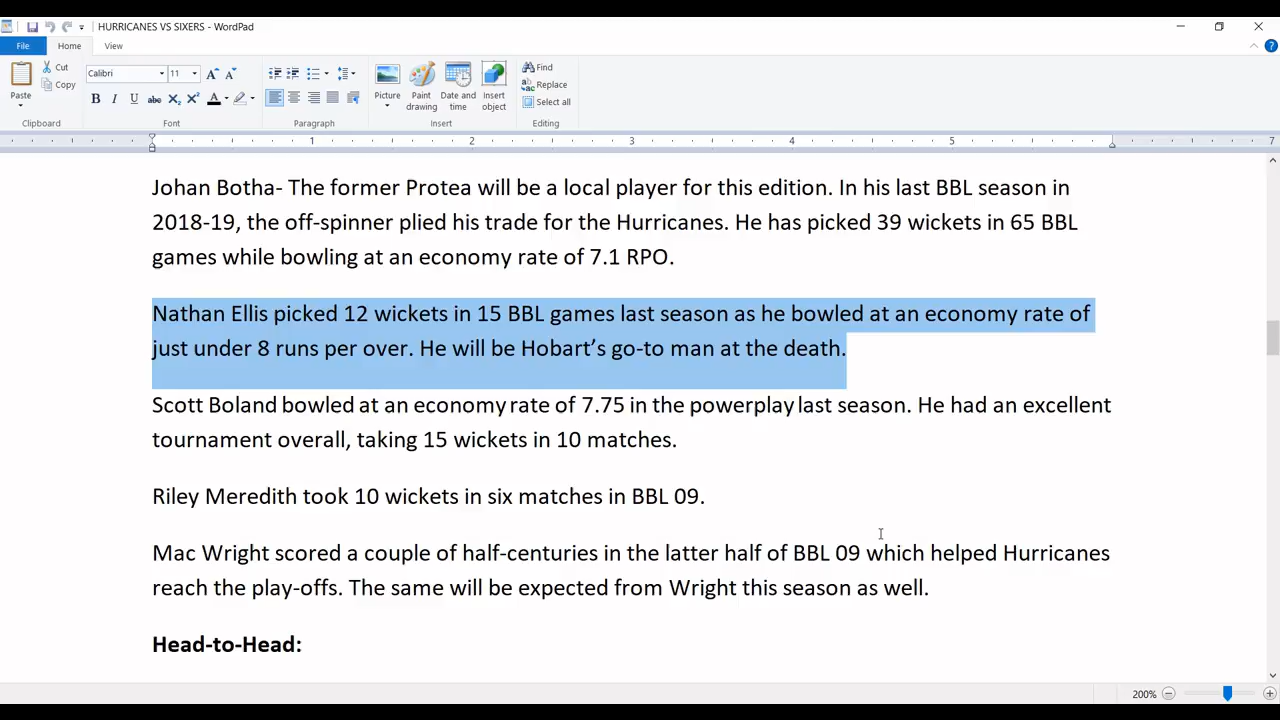 HURRICANES VS SIXERS - WordPad
File Home View
Paste
Cut
Copy
Clipboard
Calibri 11
B I U abc X₂ X² A
Font
Paragraph
Picture
Paint drawing
Date and time
Insert object
Insert
Find
Replace
Select all
Editing
1 2 3 4 5 7
Johan Botha- The former Protea will be a local player for this edition. In his last BBL season in
2018-19, the off-spinner plied his trade for the Hurricanes. He has picked 39 wickets in 65 BBL
games while bowling at an economy rate of 7.1 RPO.
Nathan Ellis picked 12 wickets in 15 BBL games last season as he bowled at an economy rate of
just under 8 runs per over. He will be Hobart’s go-to man at the death.
Scott Boland bowled at an economy rate of 7.75 in the powerplay last season. He had an excellent
tournament overall, taking 15 wickets in 10 matches.
Riley Meredith took 10 wickets in six matches in BBL 09.
Mac Wright scored a couple of half-centuries in the latter half of BBL 09 which helped Hurricanes
reach the play-offs. The same will be expected from Wright this season as well.
Head-to-Head:
200%